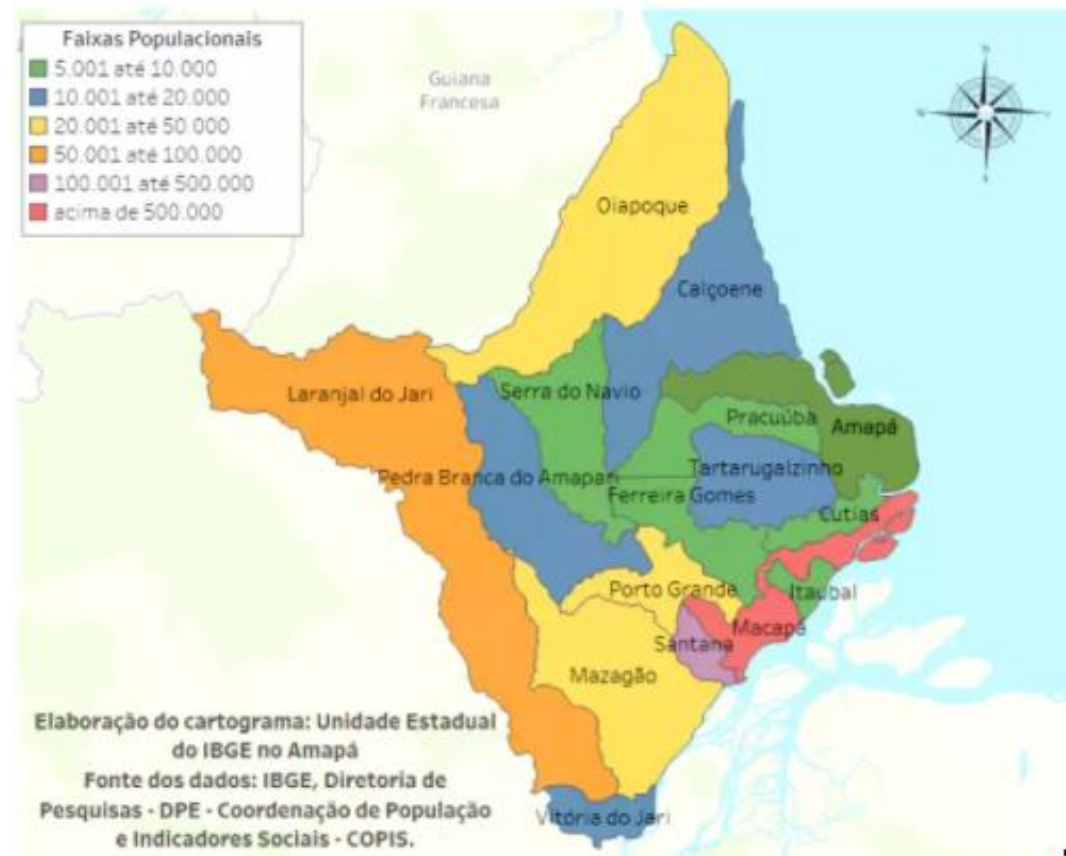 Faixas Populacionais
5.001 até 10.000
10.001 até 20.000
20.001 até 50.000
50.001 até 100.000
100.001 até 500.000
acima de 500.000
Guiana
Francesa
N
Oiapoque
Calçoene
Laranjal do Jari
Serra do Navio
Pracuúba
Amapá
Pedra Branca do Amapari
Tartarugalzinho
Ferreira Gomes
Cutias
Porto Grande
Itaubal
Macapá
Santana
Mazagão
Elaboração do cartograma: Unidade Estadual
do IBGE no Amapá
Fonte dos dados: IBGE, Diretoria de
Pesquisas - DPE - Coordenação de População
e Indicadores Sociais - COPIS.
Vitória do Jari